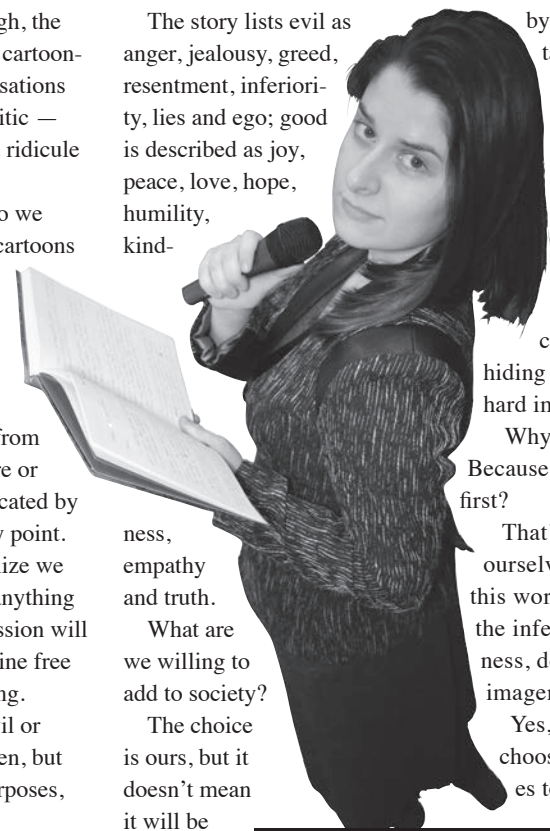 gh, the
cartoon-
sations
itic —
ridicule
o we
cartoons
from
re or
cated by
y point.
lize we
anything
ssion will
ine free
ng.
il or
en, but
rposes,
The story lists evil as
anger, jealousy, greed,
resentment, inferiori-
ty, lies and ego; good
is described as joy,
peace, love, hope,
humility,
kind-
ness,
empathy
and truth.
What are
we willing to
add to society?
The choice
is ours, but it
doesn't mean
it will be
by
ta
c
hiding
hard in
Why
Because
first?
That'
ourselv
this wor
the infe
ness, d
imager
Yes,
choos
es to